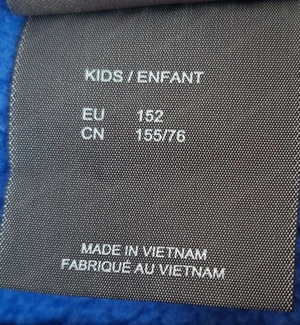 KIDS / ENFANT
EU 152
CN 155/76
MADE IN VIETNAM
FABRIQUÉ AU VIETNAM